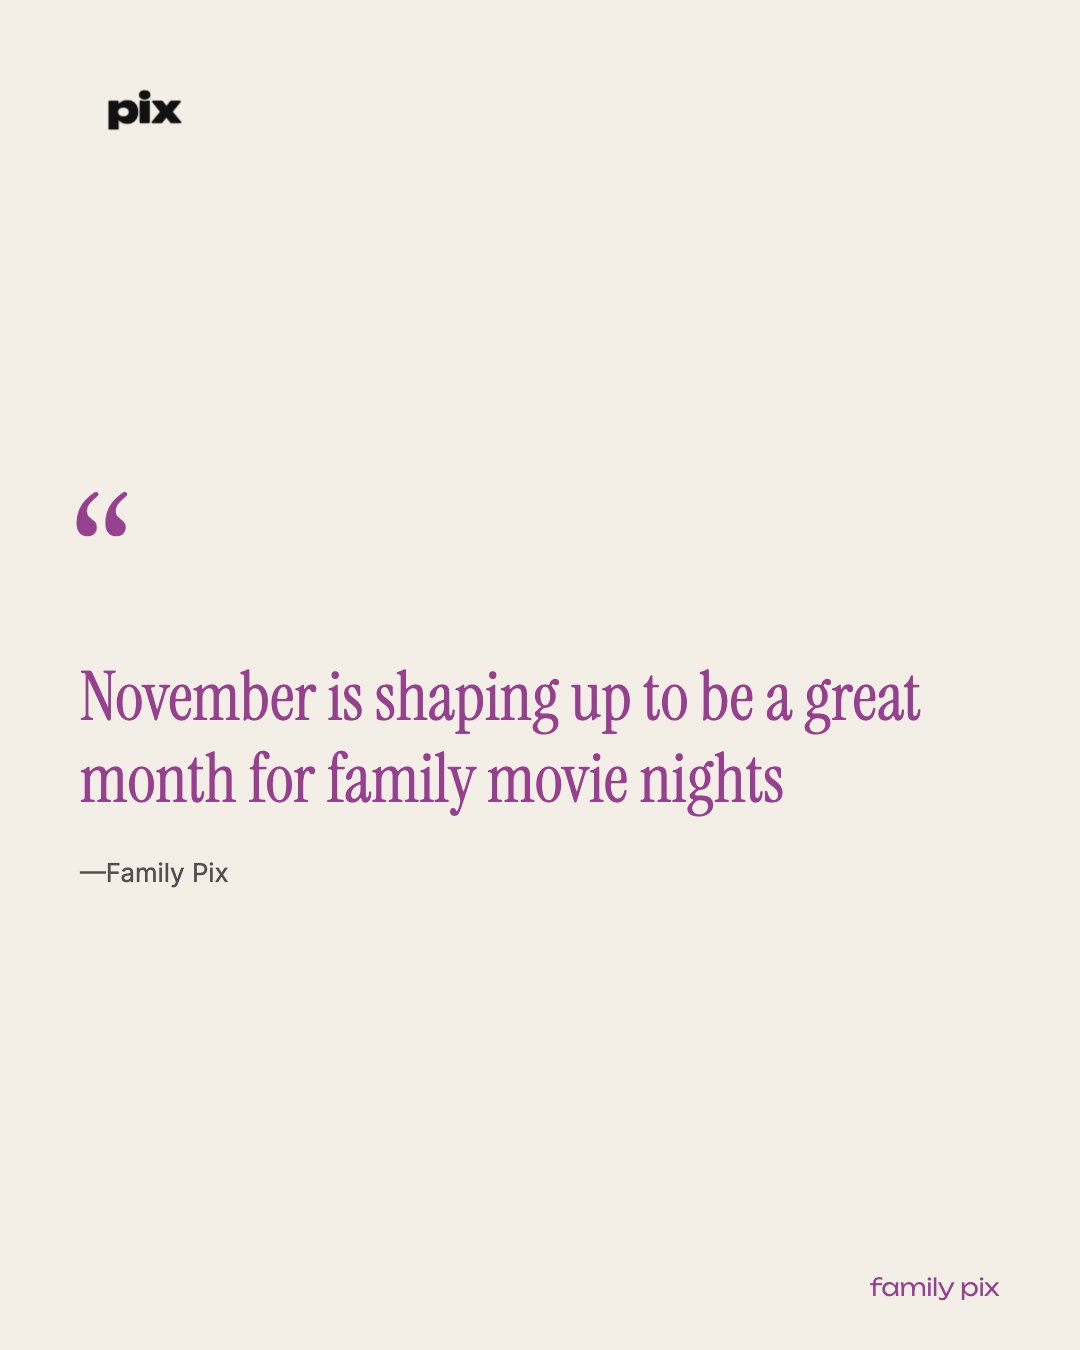 pix
“
November is shaping up to be a great
month for family movie nights
—Family Pix
family pix